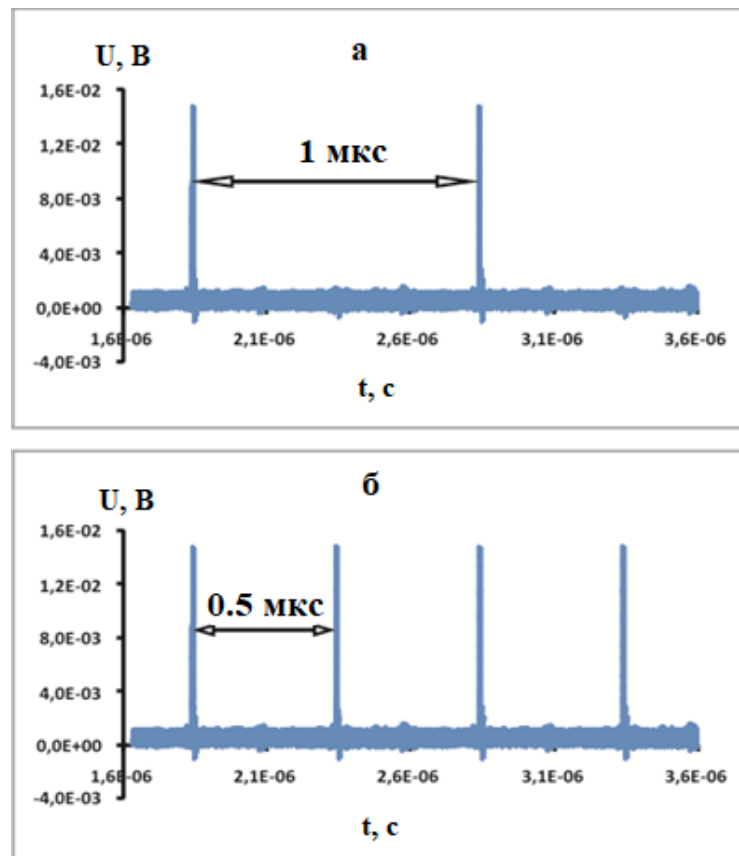 а
U, В
1,6E-02
1 мкс
1,2E-02
8,0E-03
4,0E-03
0,0E+00
1,6E-06 2,1E-06 2,6E-06 3,1E-06 3,6E-06
-4,0E-03
t, с
б
U, В
1,6E-02
1,2E-02
0.5 мкс
8,0E-03
4,0E-03
0,0E+00
1,6E-06 2,1E-06 2,6E-06 3,1E-06 3,6E-06
-4,0E-03
t, с